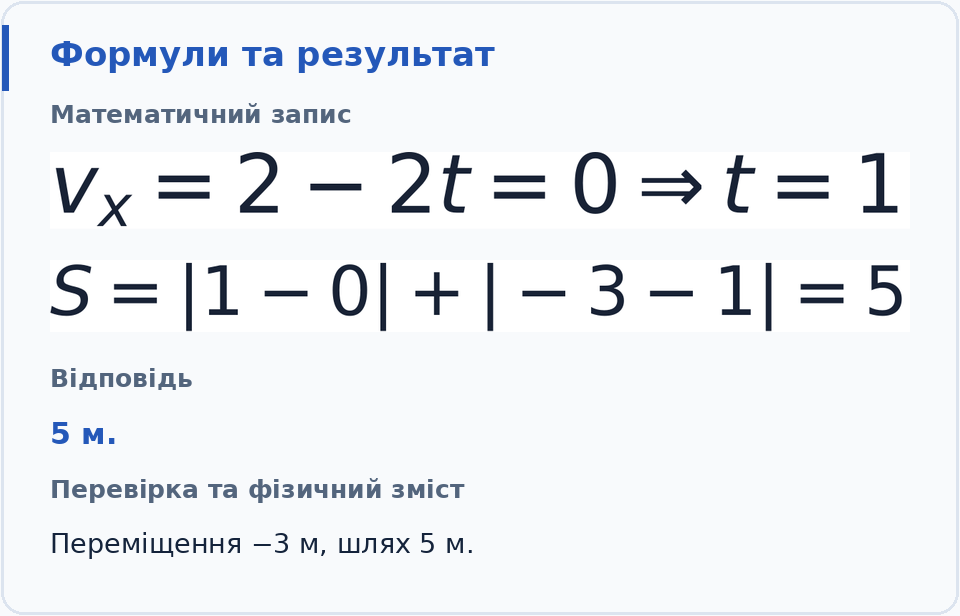 Формули та результат
Математичний запис
vₓ = 2 − 2t = 0 ⇒ t = 1
S = |1 − 0| + | − 3 − 1| = 5
Відповідь
5 м.
Перевірка та фізичний зміст
Переміщення −3 м, шлях 5 м.